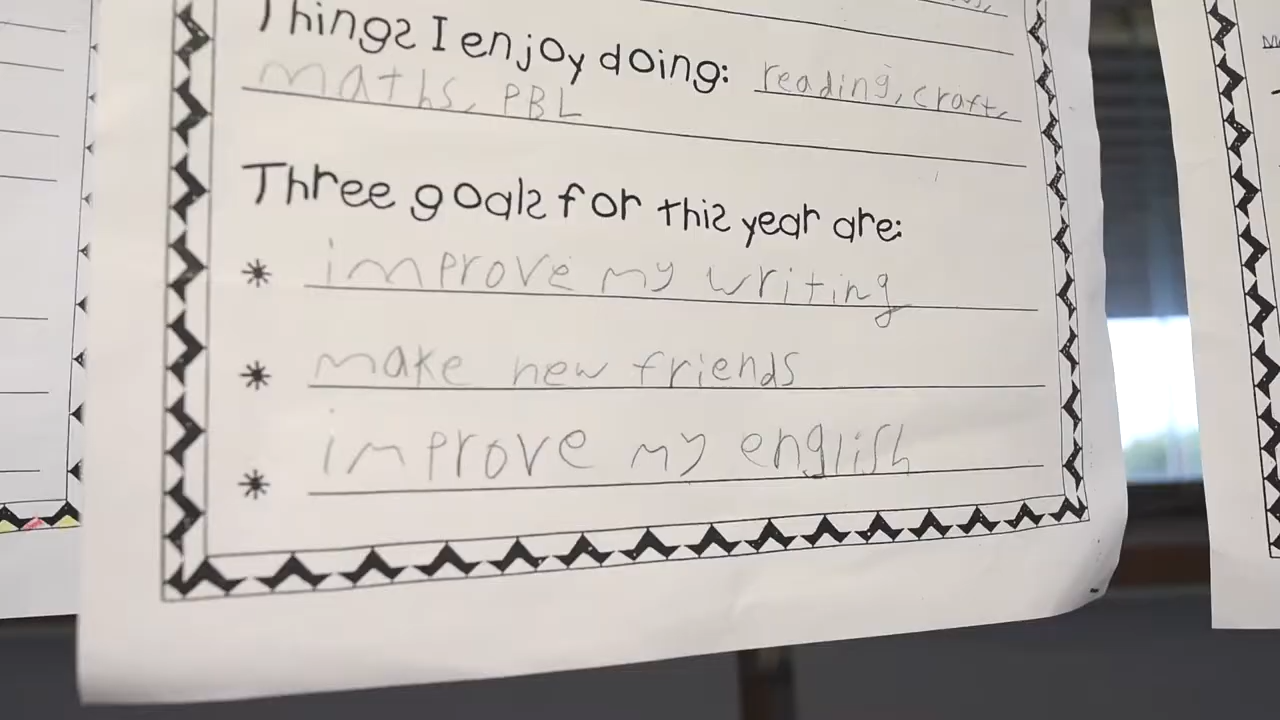 Things I enjoy doing: reading, craft,
maths, PBL
Three goals for this year are:
* improve my writing
* make new friends
* improve my english